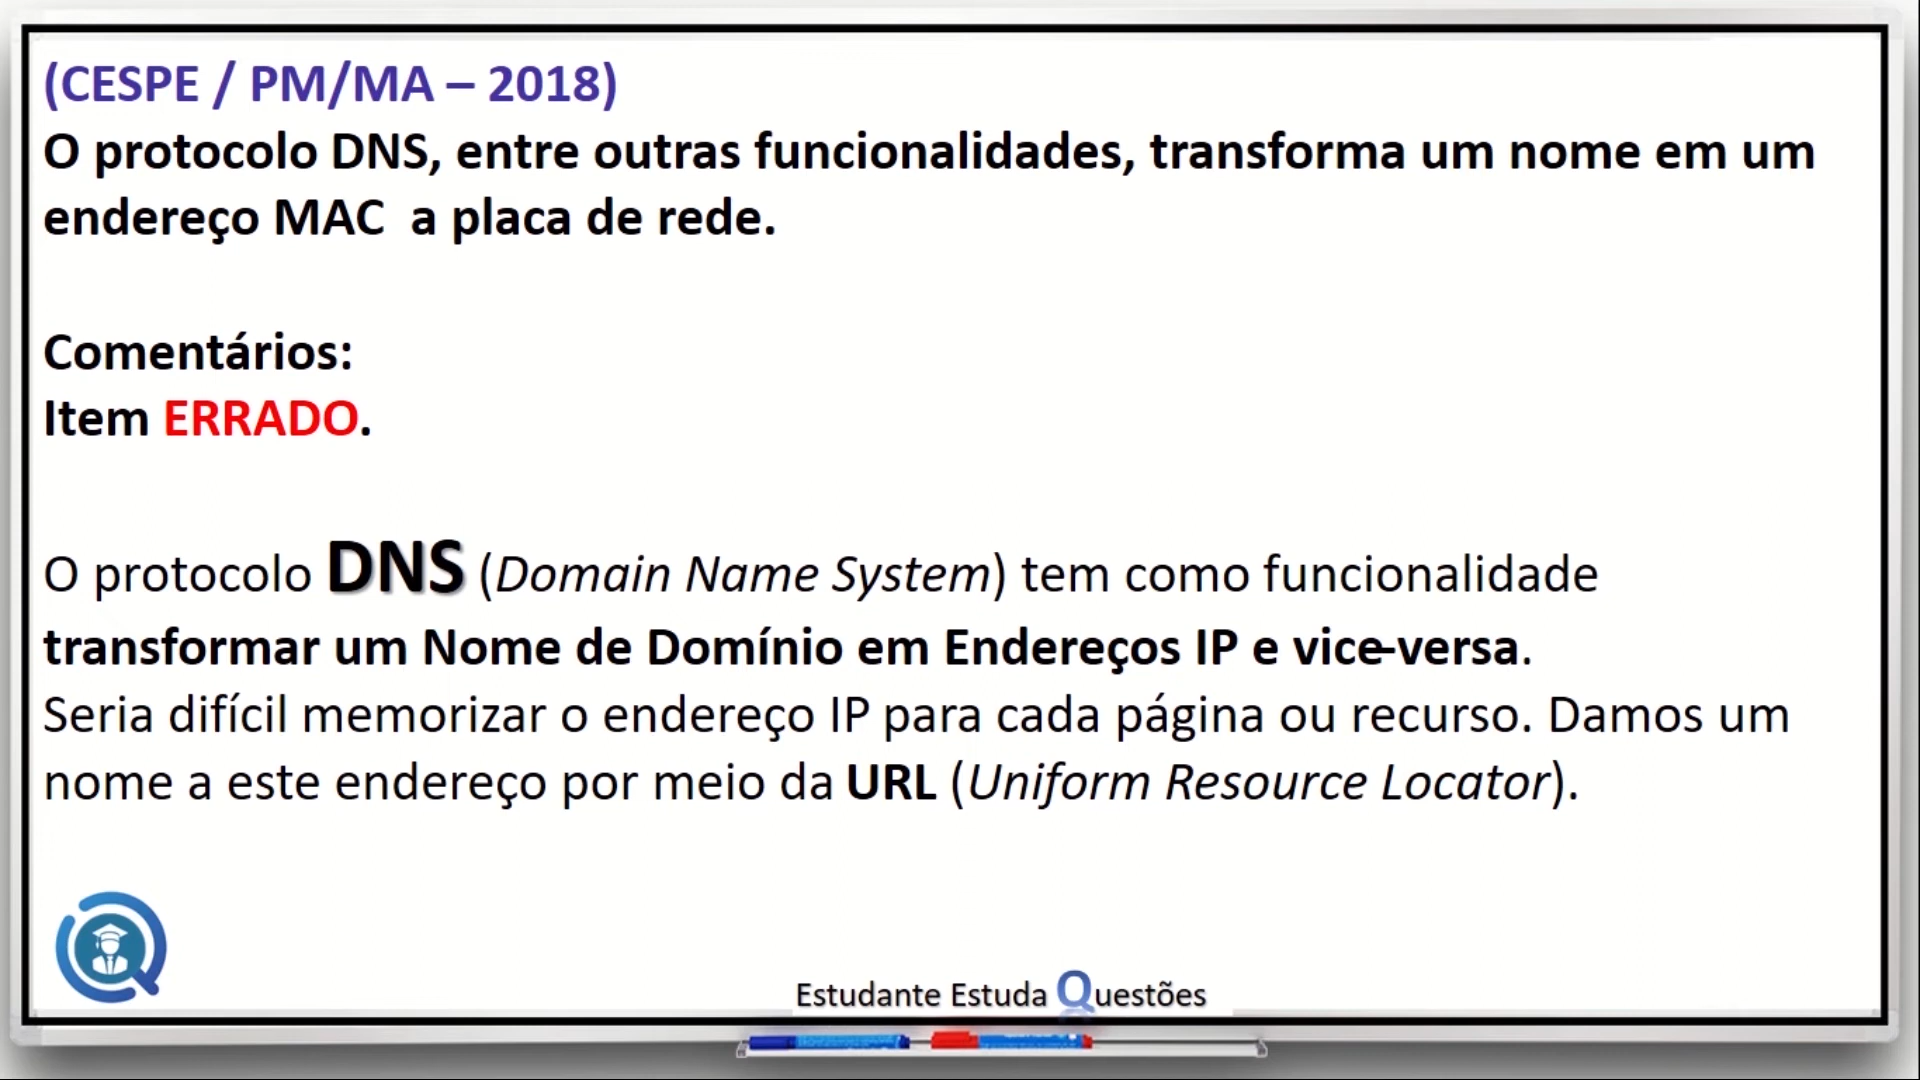 (CESPE / PM/MA – 2018)
O protocolo DNS, entre outras funcionalidades, transforma um nome em um
endereço MAC  a placa de rede.
Comentários:
Item ERRADO.
O protocolo DNS (Domain Name System) tem como funcionalidade
transformar um Nome de Domínio em Endereços IP e vice-versa.
Seria difícil memorizar o endereço IP para cada página ou recurso. Damos um
nome a este endereço por meio da URL (Uniform Resource Locator).
Estudante Estuda Questões